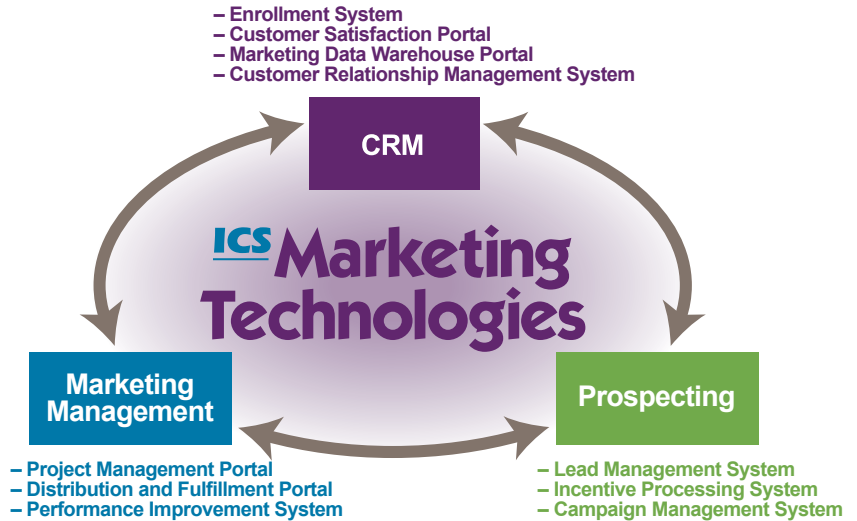 – Enrollment System
– Customer Satisfaction Portal
– Marketing Data Warehouse Portal
– Customer Relationship Management System
CRM
ICS Marketing
Technologies
Marketing
Management
– Project Management Portal
– Distribution and Fulfillment Portal
– Performance Improvement System
Prospecting
– Lead Management System
– Incentive Processing System
– Campaign Management System